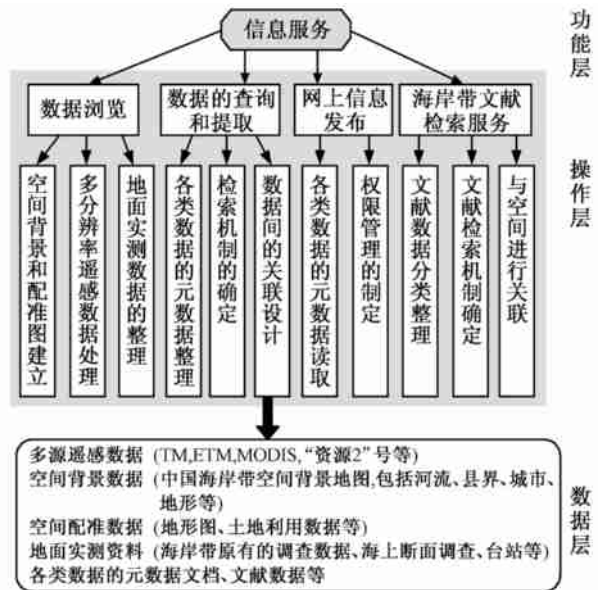 信息服务
功能层
数据浏览
数据的查询
和提取
网上信息
发布
海岸带文献
检索服务
操作层
空间背景和配准图建立
多分辨率遥感数据处理
地面实测数据的整理
各类数据的元数据整理
检索机制的确定
数据间的关联设计
各类数据的元数据读取
权限管理的制定
文献数据分类整理
文献检索机制确定
与空间进行关联
多源遥感数据 (TM,ETM,MODIS,“资源2”号等)
空间背景数据 (中国海岸带空间背景地图,包括河流、县界、城市、
地形等)
空间配准数据 (地形图、土地利用数据等)
地面实测资料 (海岸带原有的调查数据、海上断面调查、台站等)
各类数据的元数据文档、文献数据等
数据层